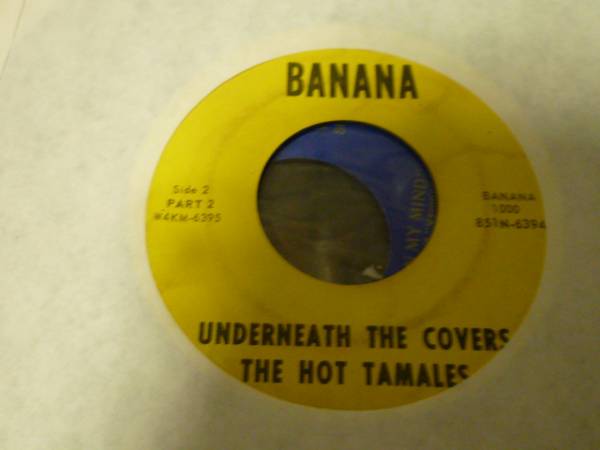 BANANA
Side 2
PART 2
W4KM-6395
BANANA
1000
851N-6394
MY MIND
UNDERNEATH THE COVERS
THE HOT TAMALES